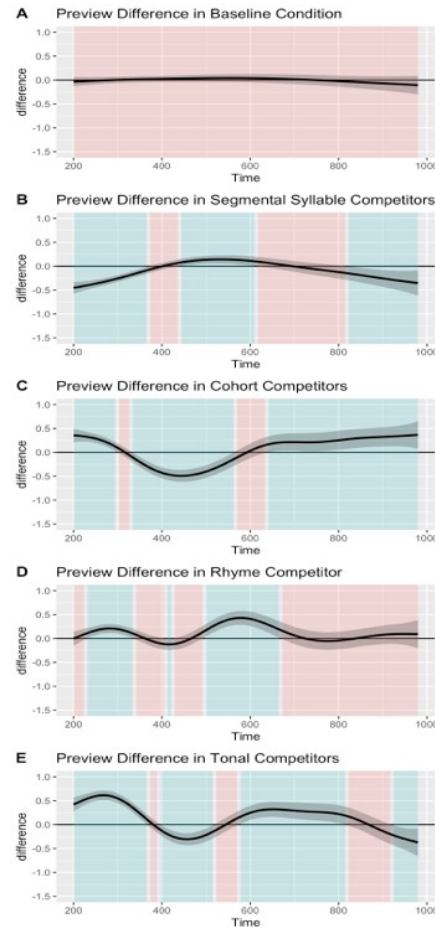 A Preview Difference in Baseline Condition
difference
1.0
0.5
0.0
-0.5
-1.0
-1.5
200 400 600 800 1000
Time
B Preview Difference in Segmental Syllable Competitors
difference
1.0
0.5
0.0
-0.5
-1.0
-1.5
200 400 600 800 1000
Time
C Preview Difference in Cohort Competitors
difference
1.0
0.5
0.0
-0.5
-1.0
-1.5
200 400 600 800 1000
Time
D Preview Difference in Rhyme Competitor
difference
1.0
0.5
0.0
-0.5
-1.0
-1.5
200 400 600 800 1000
Time
E Preview Difference in Tonal Competitors
difference
1.0
0.5
0.0
-0.5
-1.0
-1.5
200 400 600 800 1000
Time